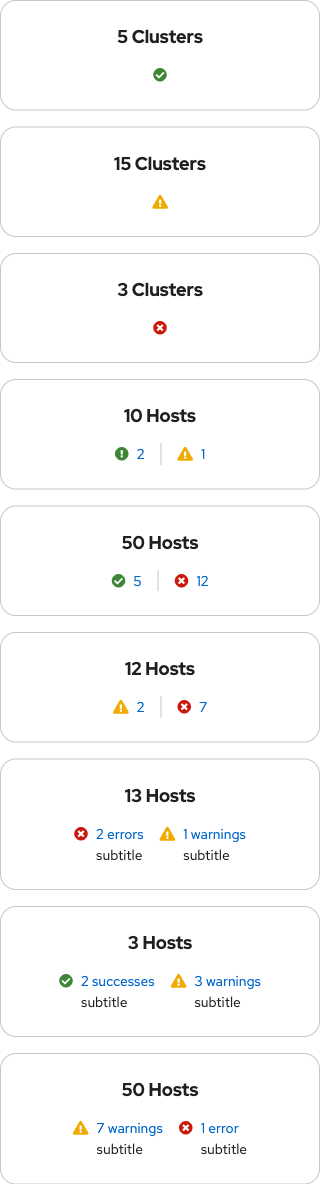 5 Clusters
15 Clusters
3 Clusters
10 Hosts
2 1
50 Hosts
5 12
12 Hosts
2 7
13 Hosts
2 errors 1 warnings
subtitle subtitle
3 Hosts
2 successes 3 warnings
subtitle subtitle
50 Hosts
7 warnings 1 error
subtitle subtitle